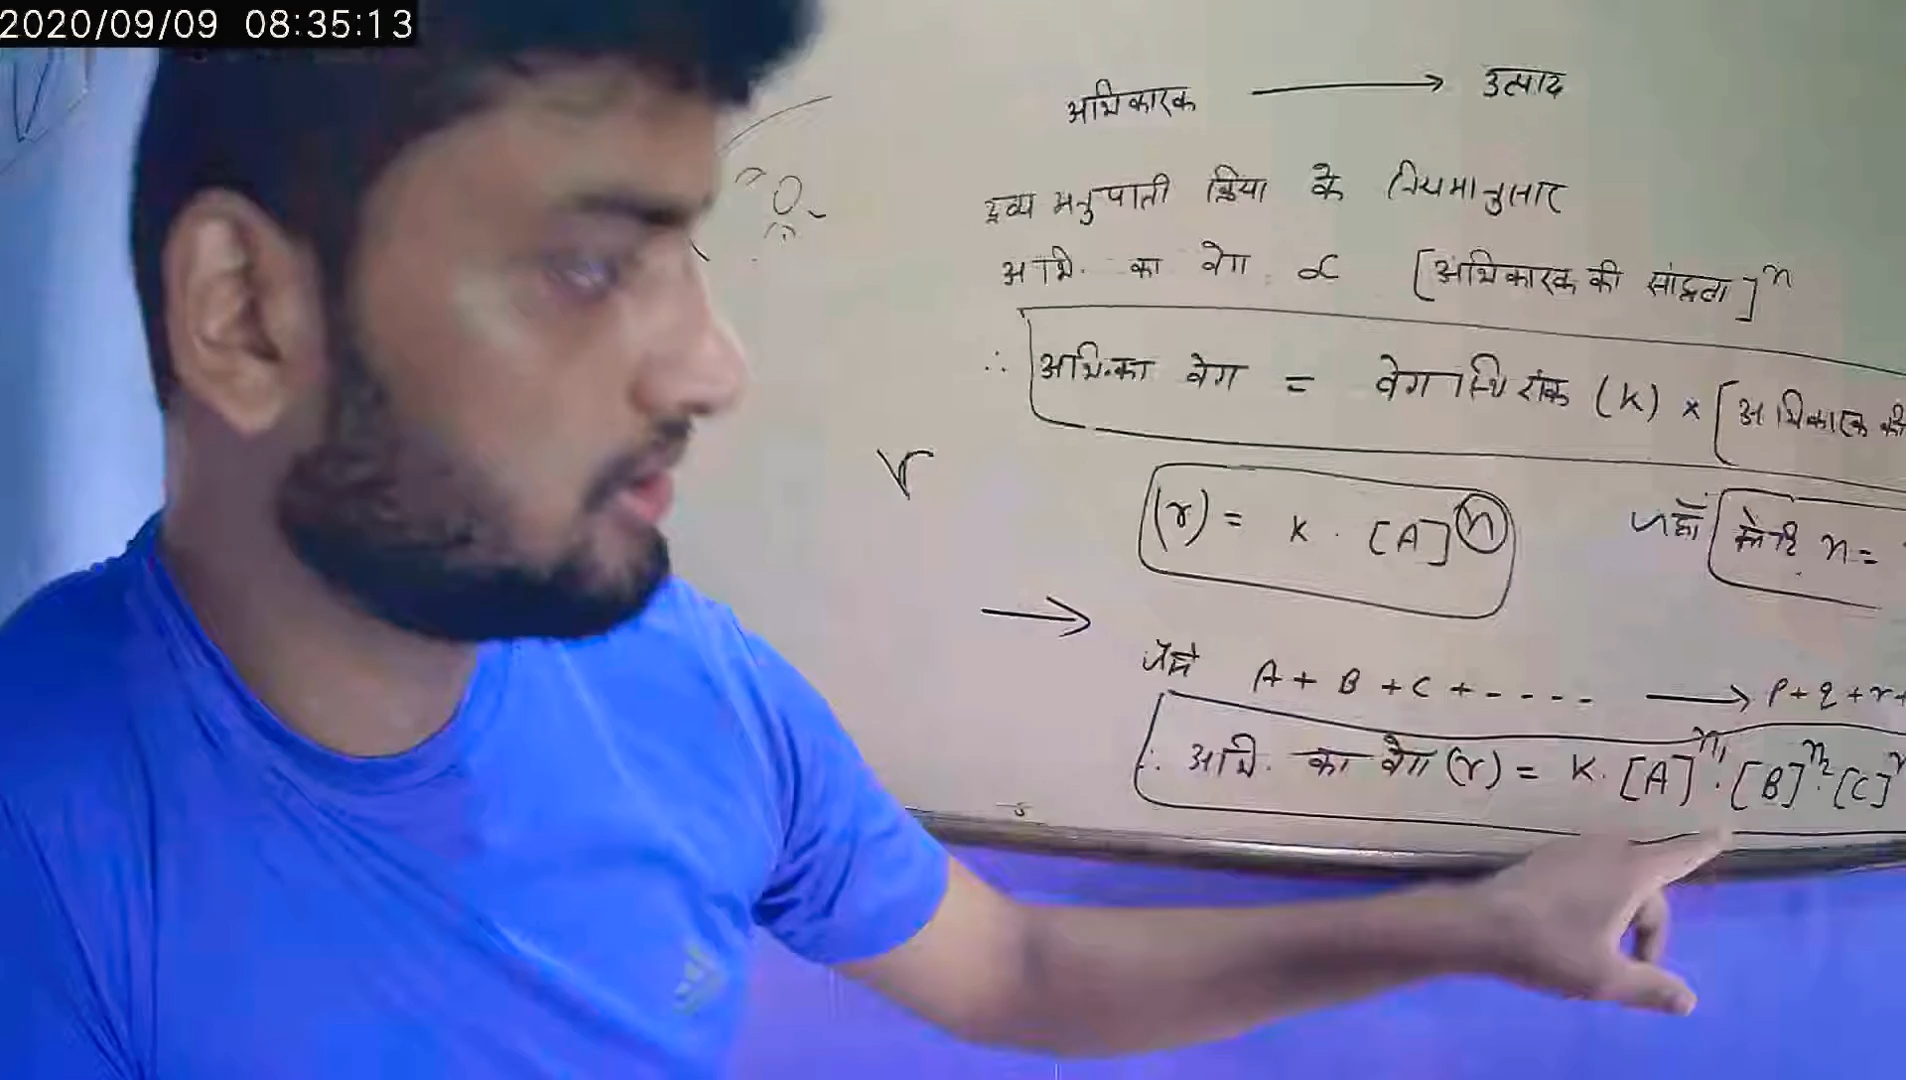 2020/09/09 08:35:13
अभिकारक ⟶ उत्पाद
द्रव्य अनुपाती क्रिया के नियमानुसार
अभि. का वेग ∝ [अभिकारक की सांद्रता]ⁿ
∴ अभि. का वेग = वेग स्थिरांक (K) × [अभिकारक की
r
(r) = K · [A]ⁿ जहाँ कोटि n =
→
जैसे A + B + C + - - - - ⟶ P + q + r +
∴ अभि. का वेग (r) = K · [A]ⁿ¹ · [B]ⁿ² · [C]ⁿ